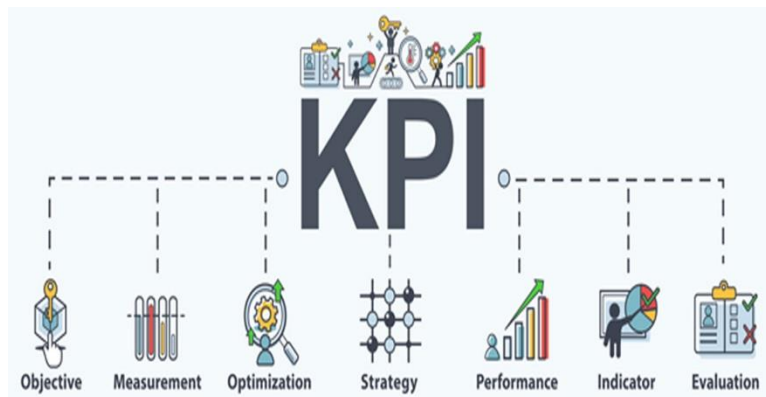 KPI
Objective
Measurement
Optimization
Strategy
Performance
Indicator
Evaluation